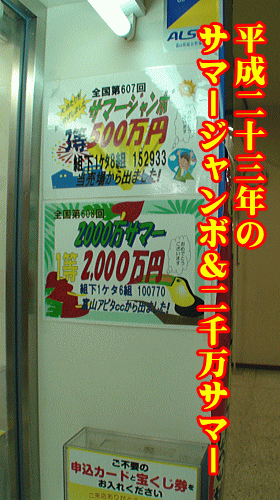 平成二十三年の
サマージャンボ&二千万サマー
ALS
全国第607回
サマージャンボ
500万円
組下1ケタ8組 152933
当売場から出ました!
全国第608回
2000万サマー
1等
2,000万円
組下1ケタ6組 100770
富山アピタccから出ました!
ご不要の
申込カードと宝くじ券を
お入れください